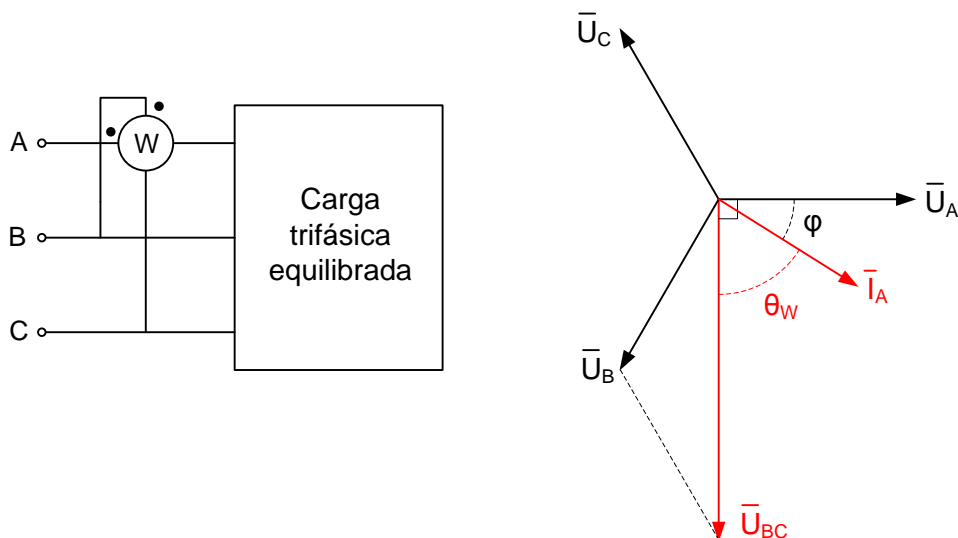 A
W
B
C
Carga
trifásica
equilibrada
U̅C
U̅A
φ
I̅A
θW
U̅B
U̅BC